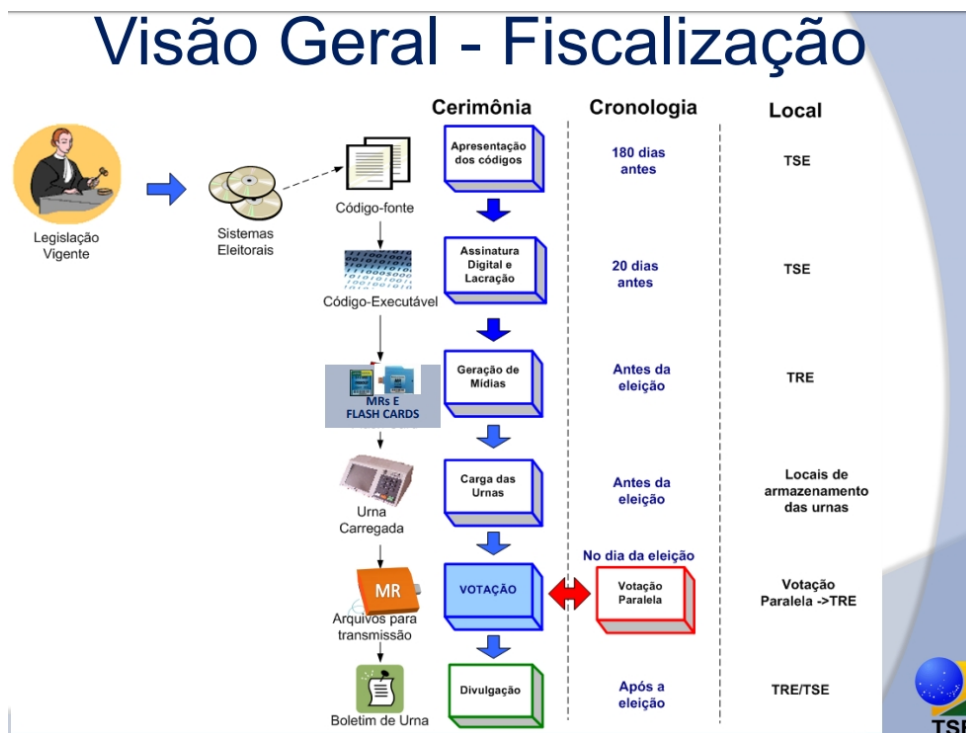 Visão Geral - Fiscalização
Cerimônia
Cronologia
Local
Legislação
Vigente
Sistemas
Eleitorais
Código-fonte
Apresentação
dos códigos
180 dias
antes
TSE
Código-Executável
Assinatura
Digital e
Lacração
20 dias
antes
TSE
MRs E
FLASH CARDS
Geração de
Mídias
Antes da
eleição
TRE
Urna
Carregada
Carga das
Urnas
Antes da
eleição
Locais de
armazenamento
das urnas
MR
Arquivos para
transmissão
VOTAÇÃO
No dia da eleição
Votação
Paralela
Votação
Paralela ->TRE
Boletim de Urna
Divulgação
Após a
eleição
TRE/TSE
TSE